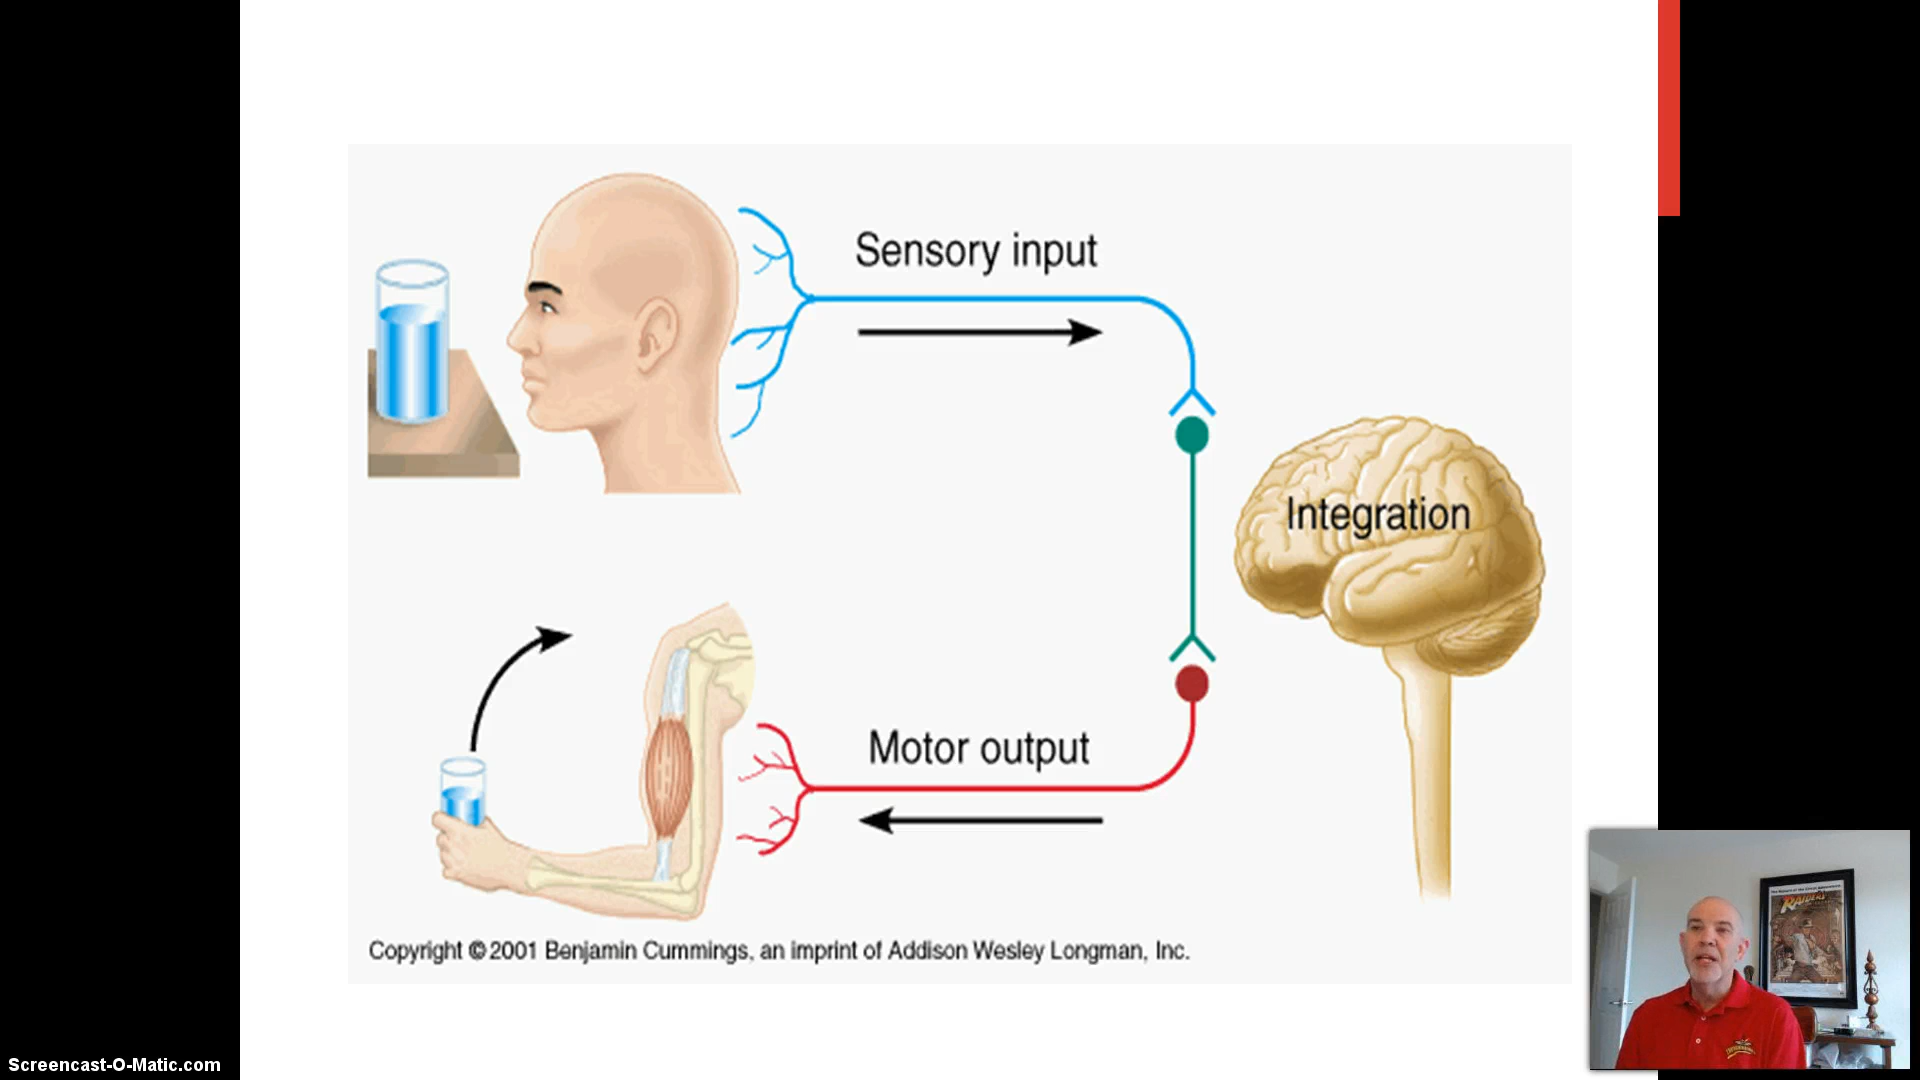 Sensory input
Integration
Motor output
Copyright © 2001 Benjamin Cummings, an imprint of Addison Wesley Longman, Inc.
RAIDERS
Screencast-O-Matic.com